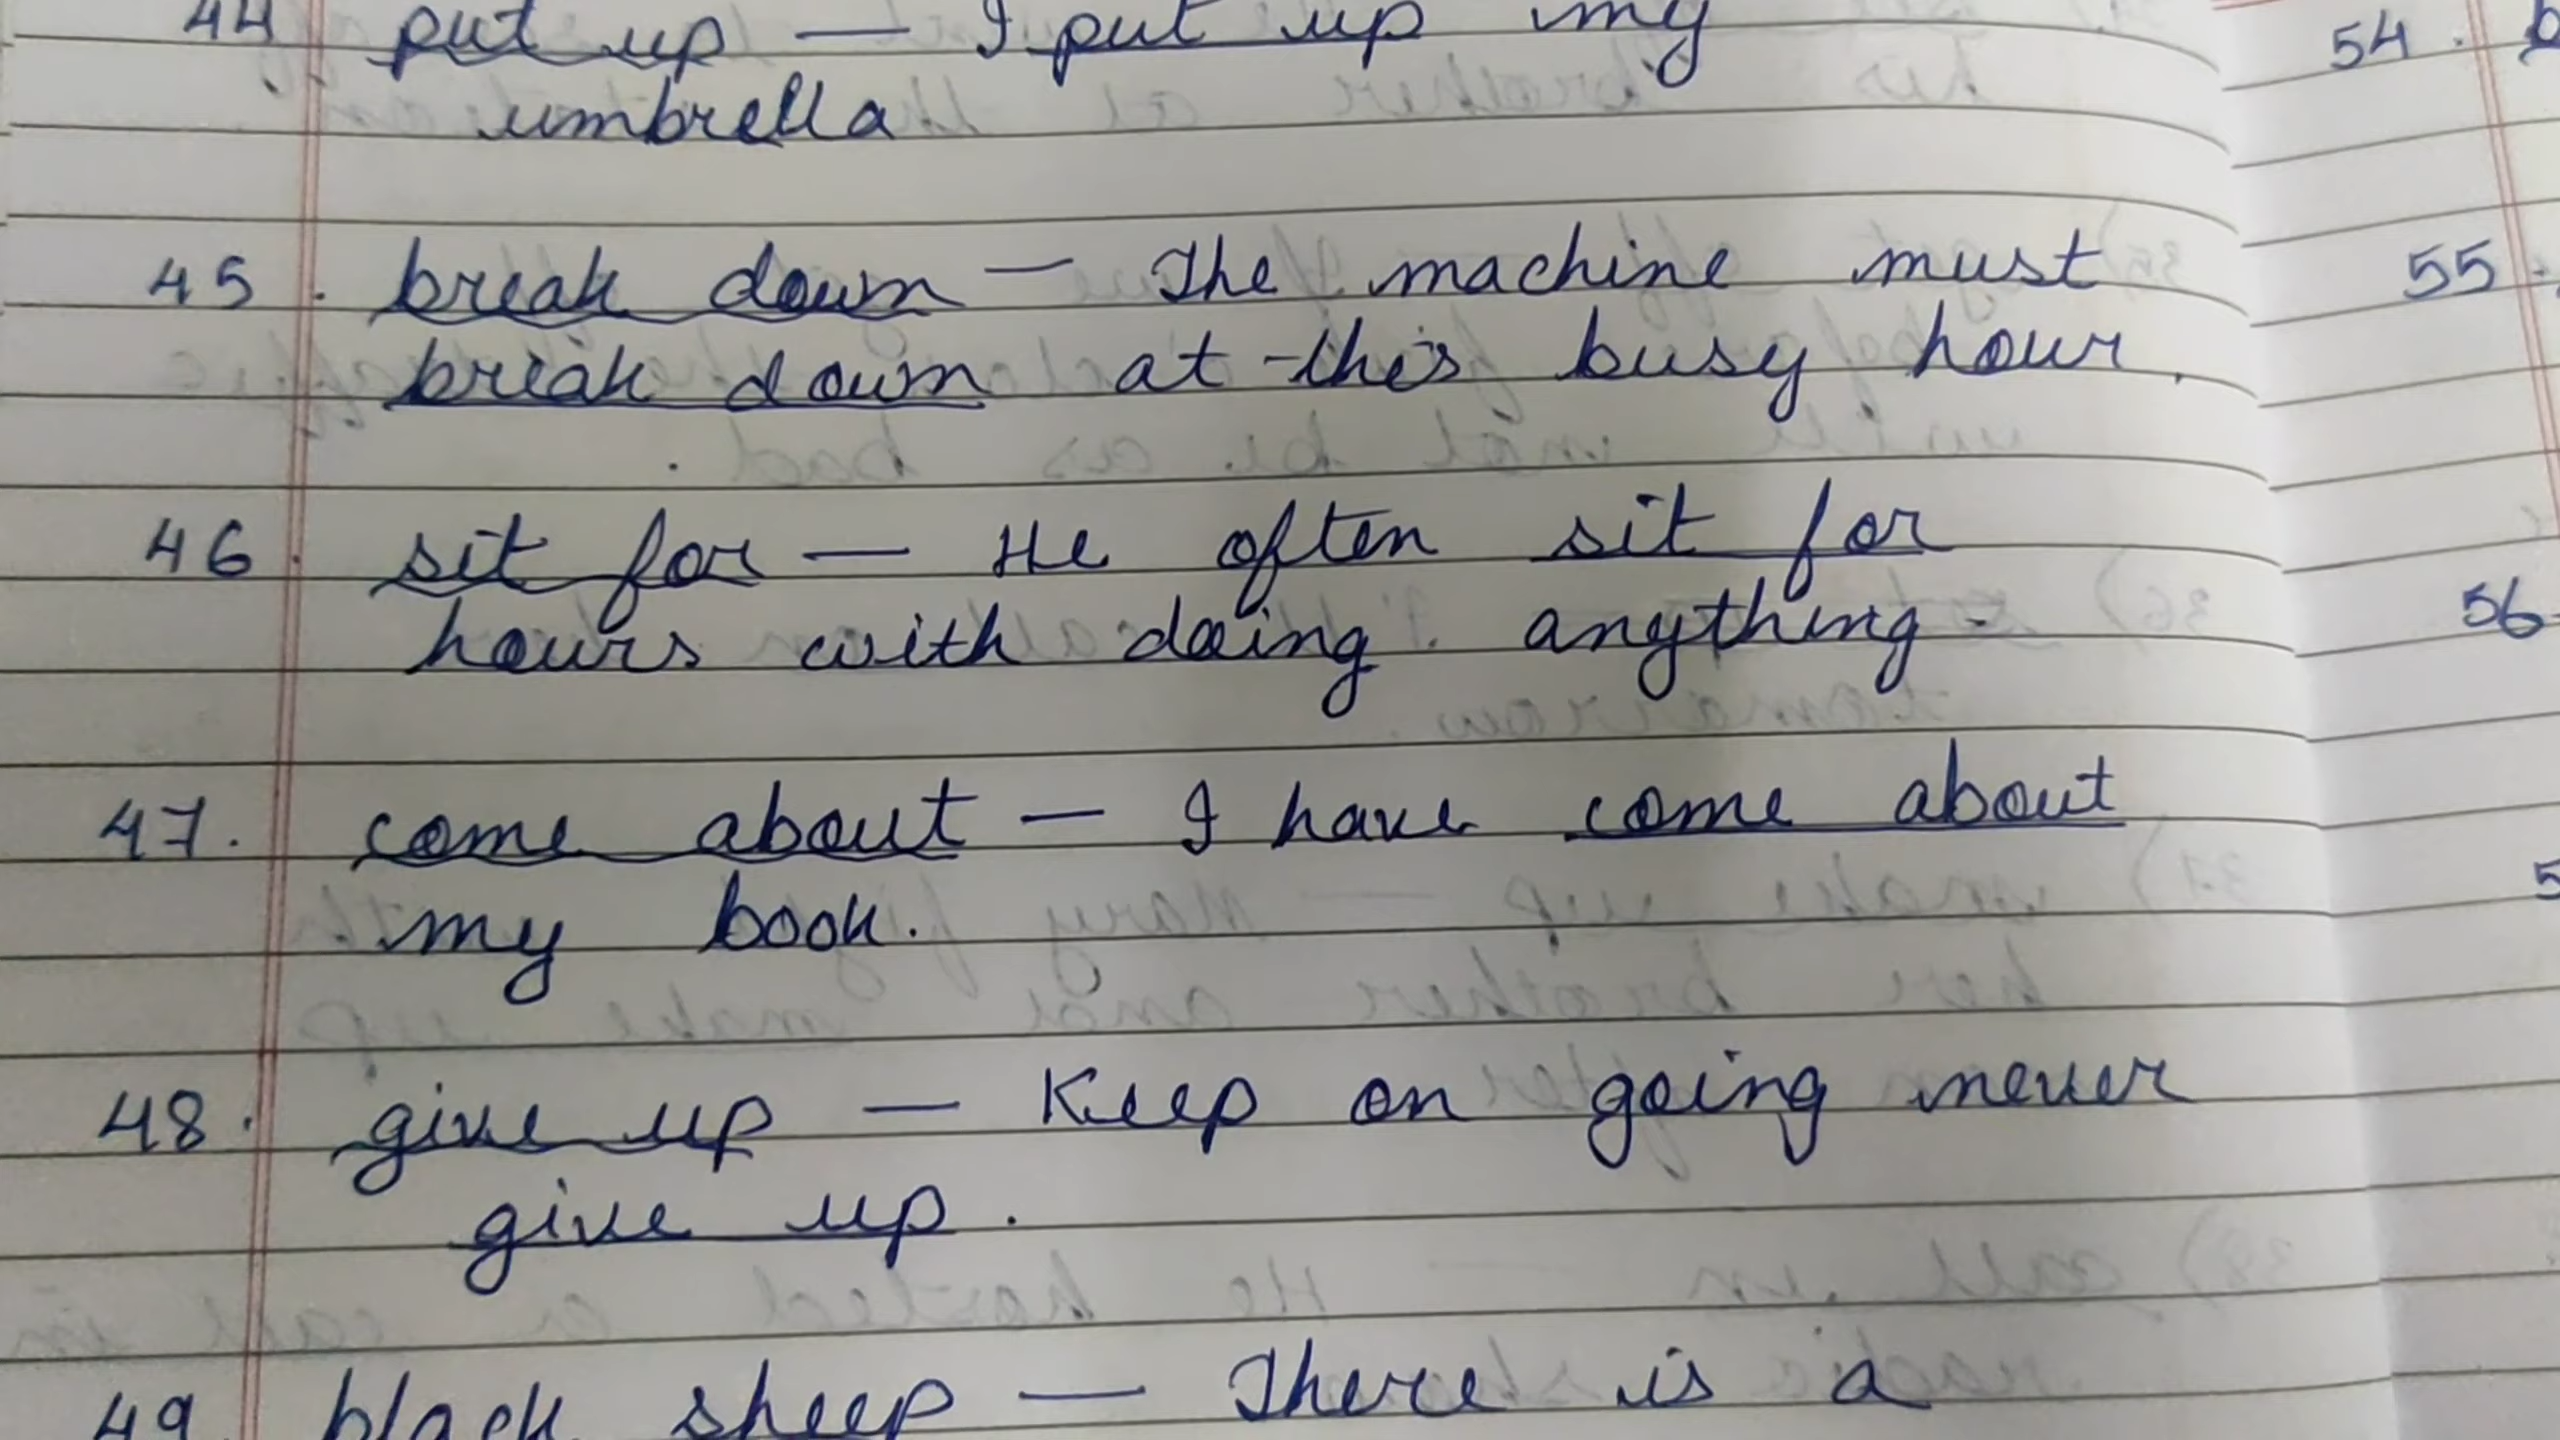 44 put up — I put up my
umbrella
45. break down — The machine must
break down at this busy hour.
46. sit for — He often sit for
hours with doing anything.
47. come about — I have come about
my book.
48. give up — Keep on going never
give up.
49. black sheep — There is a
54.
55.
56.